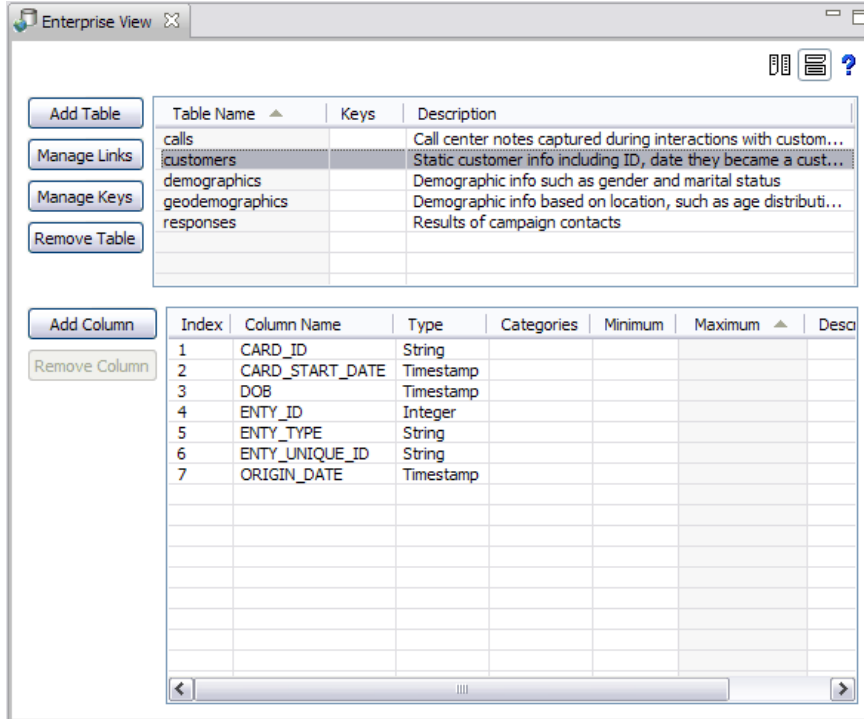 Enterprise View
?
Add Table
Manage Links
Manage Keys
Remove Table
Table Name Keys Description
calls Call center notes captured during interactions with custom...
customers Static customer info including ID, date they became a cust...
demographics Demographic info such as gender and marital status
geodemographics Demographic info based on location, such as age distributi...
responses Results of campaign contacts
Add Column
Remove Column
Index Column Name Type Categories Minimum Maximum Descr
1 CARD_ID String
2 CARD_START_DATE Timestamp
3 DOB Timestamp
4 ENTY_ID Integer
5 ENTY_TYPE String
6 ENTY_UNIQUE_ID String
7 ORIGIN_DATE Timestamp